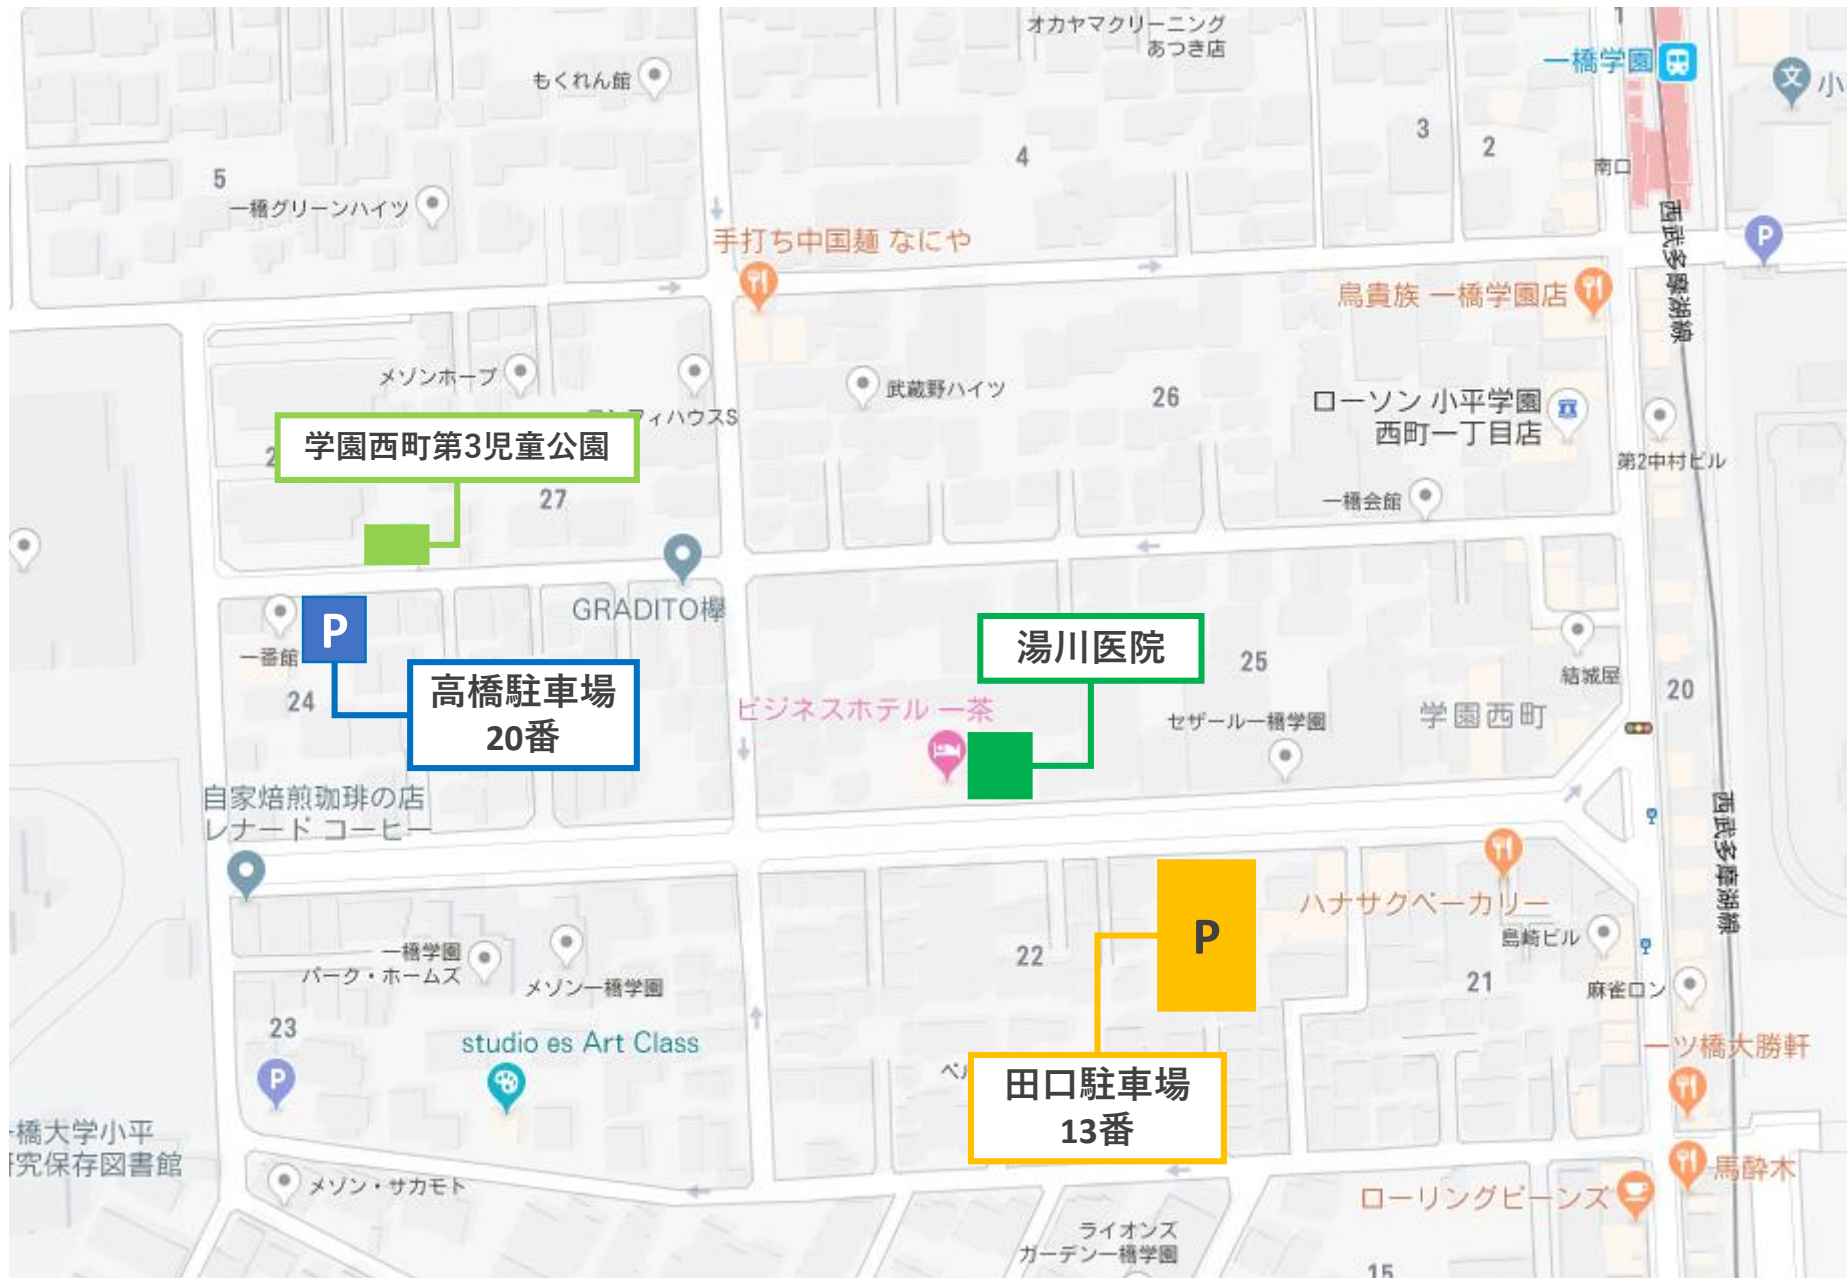 オカヤマクリーニング
あつき店
一橋学園
もくれん館
小
3
2
4
南口
5
一橋グリーンハイツ
西武多摩湖線
P
手打ち中国麺 なにや
鳥貴族 一橋学園店
メゾンホープ
武蔵野ハイツ
26
ローソン 小平学園
西町一丁目店
ィハウスS
学園西町第3児童公園
2
第2中村ビル
27
一橋会館
GRADITO欅
P
一番館
湯川医院
25
結城屋
24
高橋駐車場
20番
ビジネスホテル 一茶
セザール一橋学園
学園西町
20
自家焙煎珈琲の店
レナード コーヒー
西武多摩湖線
ハナサクベーカリー
P
島崎ビル
一橋学園
パーク・ホームズ
22
メゾン一橋学園
21
麻雀ロン
23
studio es Art Class
一ツ橋大勝軒
P
ベル
田口駐車場
13番
橋大学小平
究保存図書館
馬酔木
メゾン・サカモト
ローリングビーンズ
ライオンズ
ガーデン一橋学園
15